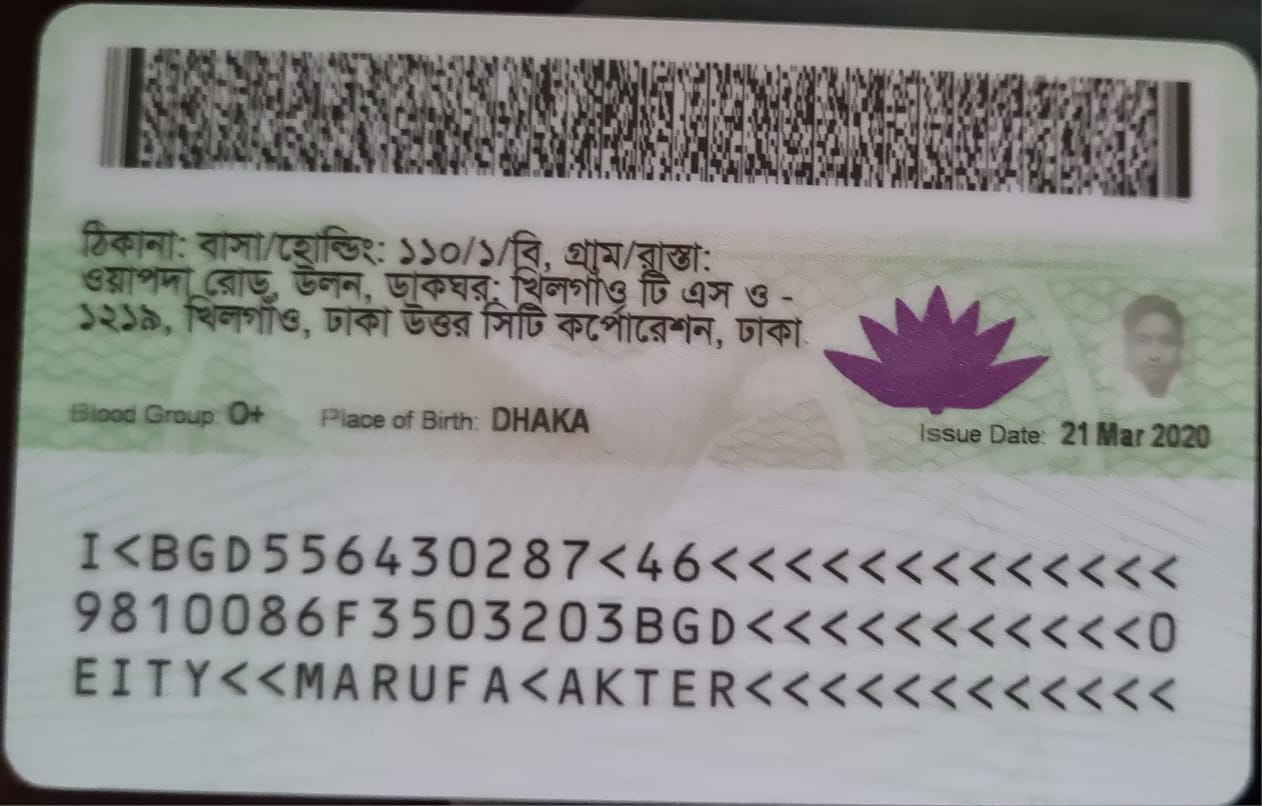 ঠিকানা: বাসা/হোল্ডিং: ১১০/১/বি, গ্রাম/রাস্তা:
ওয়াপদা রোড, উলন, ডাকঘর: খিলগাঁও টি এস ও -
১২১৯, খিলগাঁও, ঢাকা উত্তর সিটি কর্পোরেশন, ঢাকা
Blood Group: O+ Place of Birth: DHAKA
Issue Date: 21 Mar 2020
I<BGD556430287<46<<<<<<<<<<<<<
9810086F3503203BGD<<<<<<<<<<<0
EITY<<MARUFA<AKTER<<<<<<<<<<<<